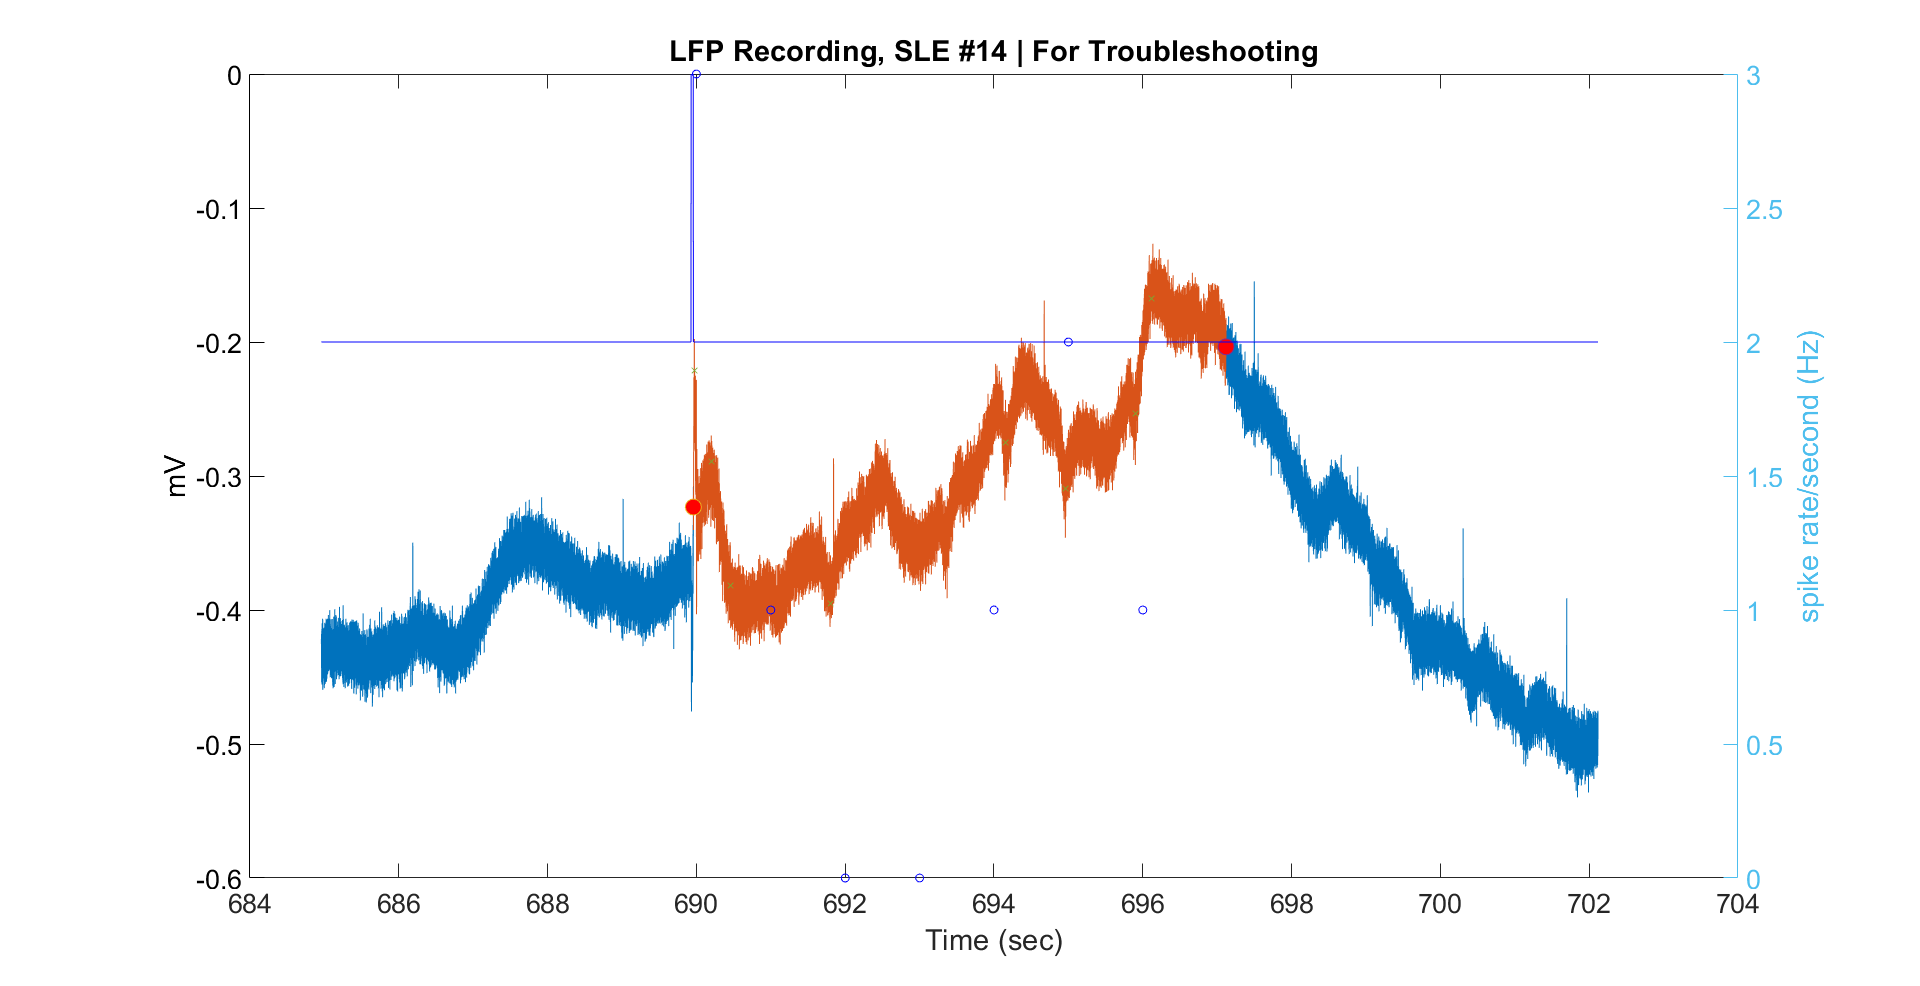 LFP Recording, SLE #14 | For Troubleshooting
0
-0.1
-0.2
-0.3
-0.4
-0.5
-0.6
mV
3
2.5
2
1.5
1
0.5
0
spike rate/second (Hz)
684 686 688 690 692 694 696 698 700 702 704
Time (sec)